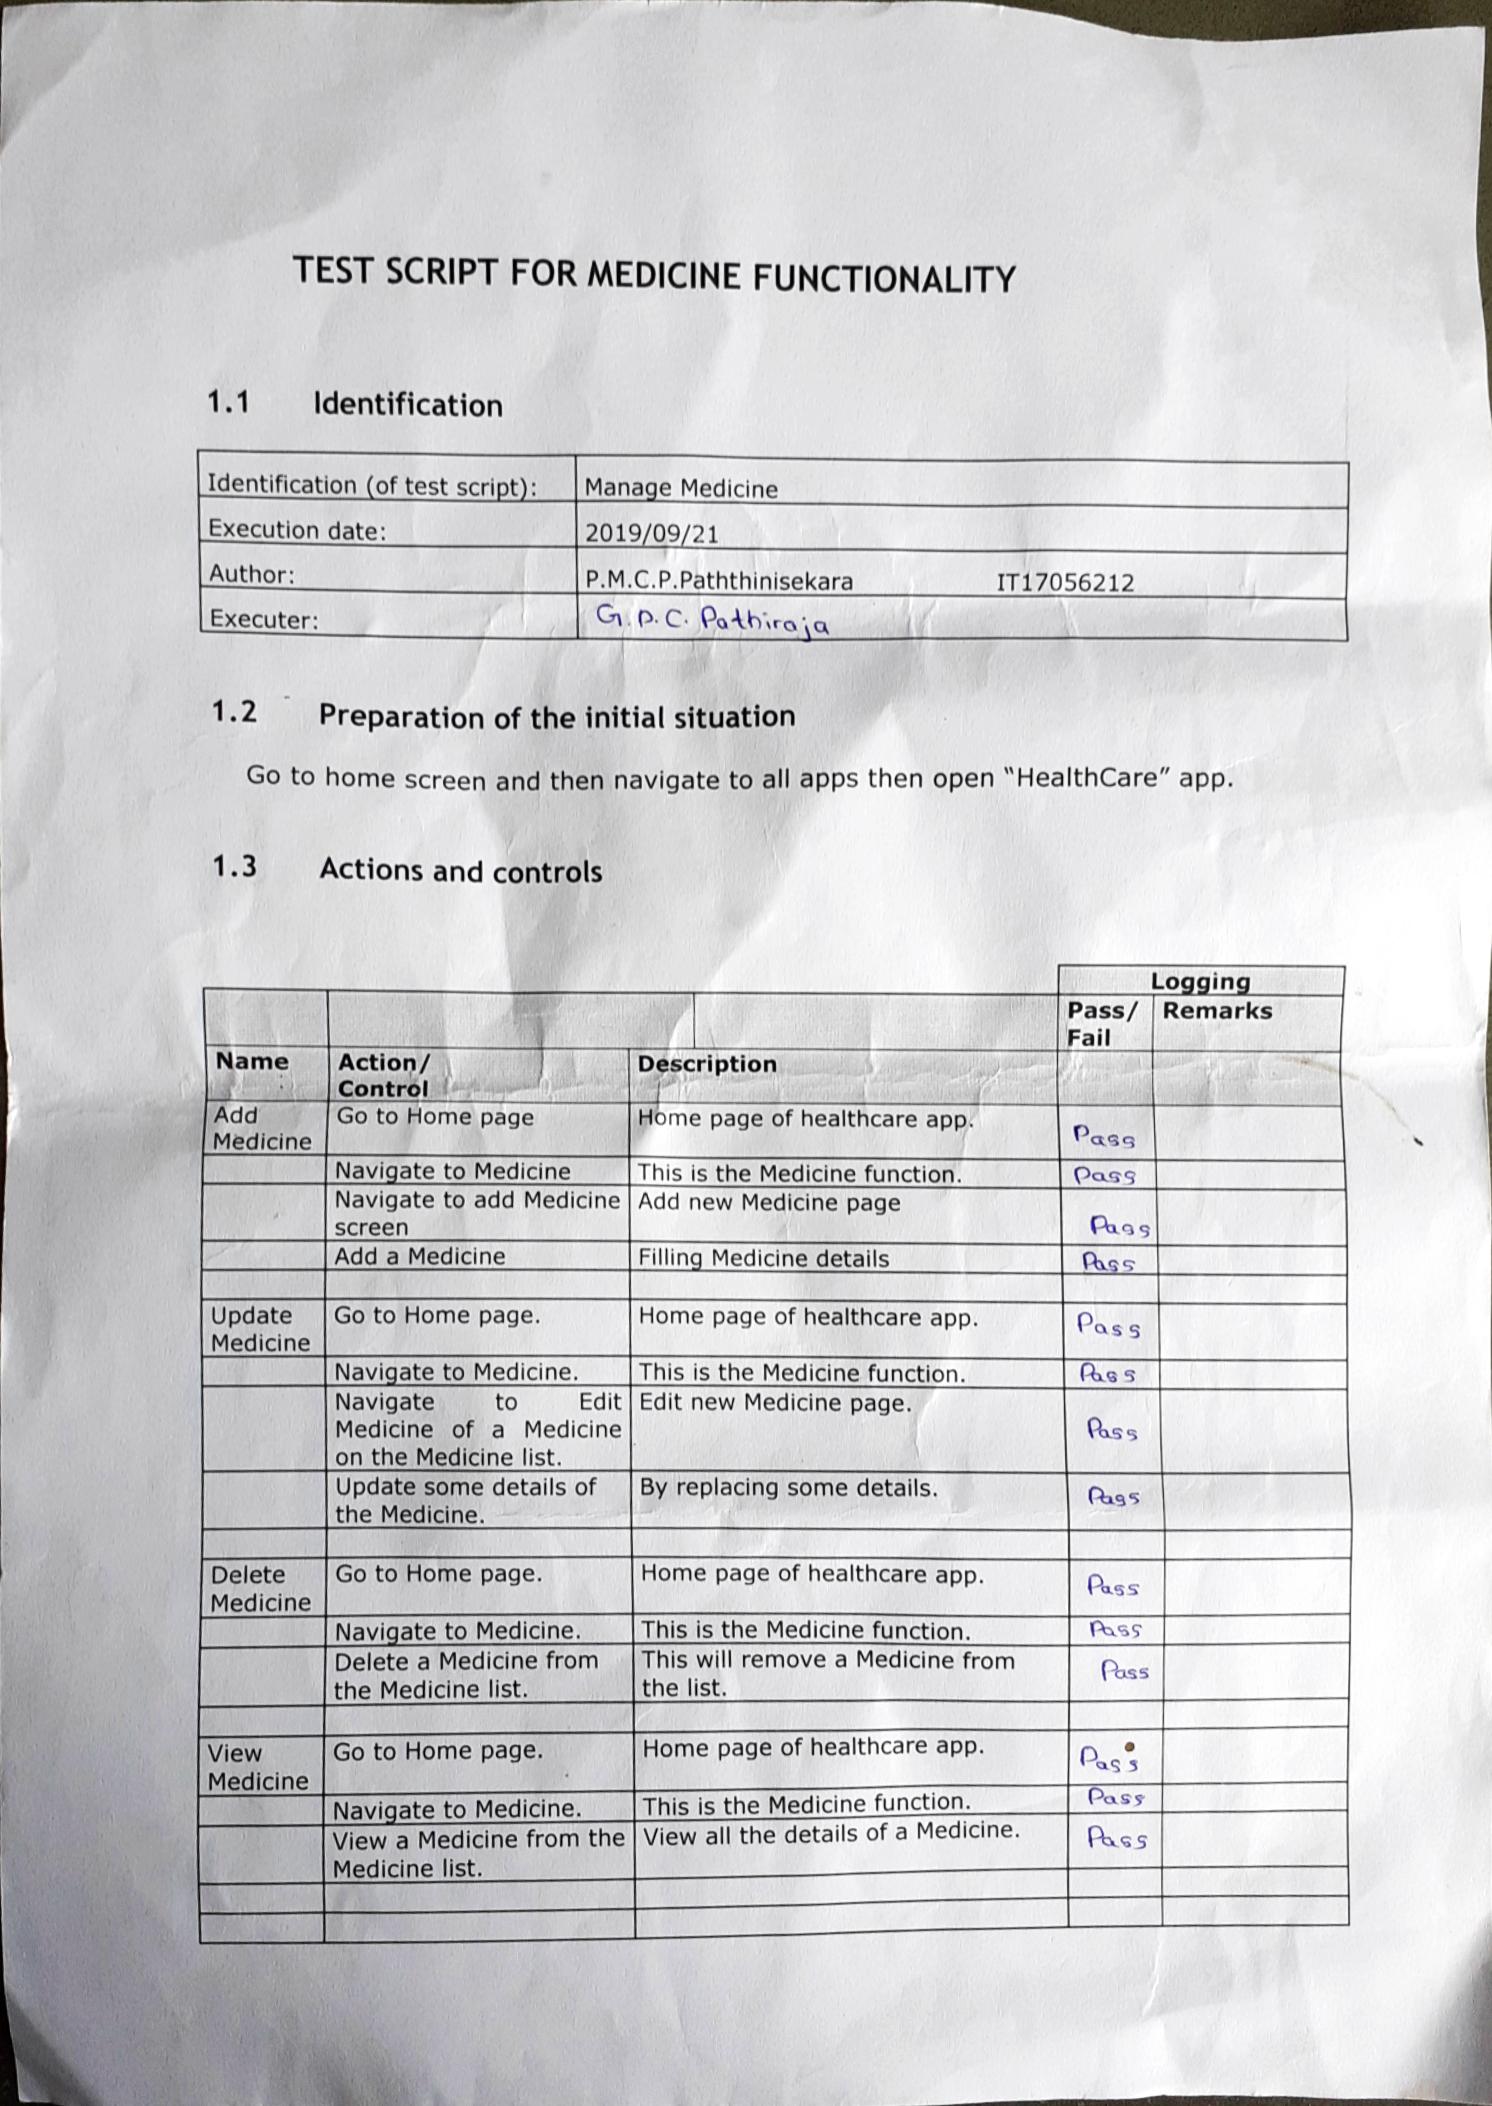 TEST SCRIPT FOR MEDICINE FUNCTIONALITY
1.1 Identification
Identification (of test script): Manage Medicine
Execution date: 2019/09/21
Author: P.M.C.P.Paththinisekara IT17056212
Executer: G.D.C. Pathiraja
1.2 Preparation of the initial situation
Go to home screen and then navigate to all apps then open “HealthCare” app.
1.3 Actions and controls
Logging
Pass/ Remarks
Fail
Name Action/ Description
Control
Add Go to Home page Home page of healthcare app. Pass
Medicine
Navigate to Medicine This is the Medicine function. Pass
Navigate to add Medicine Add new Medicine page
screen Pass
Add a Medicine Filling Medicine details Pass
Update Go to Home page. Home page of healthcare app. Pass
Medicine
Navigate to Medicine. This is the Medicine function. Pass
Navigate to Edit Edit new Medicine page.
Medicine of a Medicine Pass
on the Medicine list.
Update some details of By replacing some details. Pass
the Medicine.
Delete Go to Home page. Home page of healthcare app. Pass
Medicine
Navigate to Medicine. This is the Medicine function. Pass
Delete a Medicine from This will remove a Medicine from Pass
the Medicine list. the list.
View Go to Home page. Home page of healthcare app. Pass
Medicine
Navigate to Medicine. This is the Medicine function. Pass
View a Medicine from the View all the details of a Medicine. Pass
Medicine list.